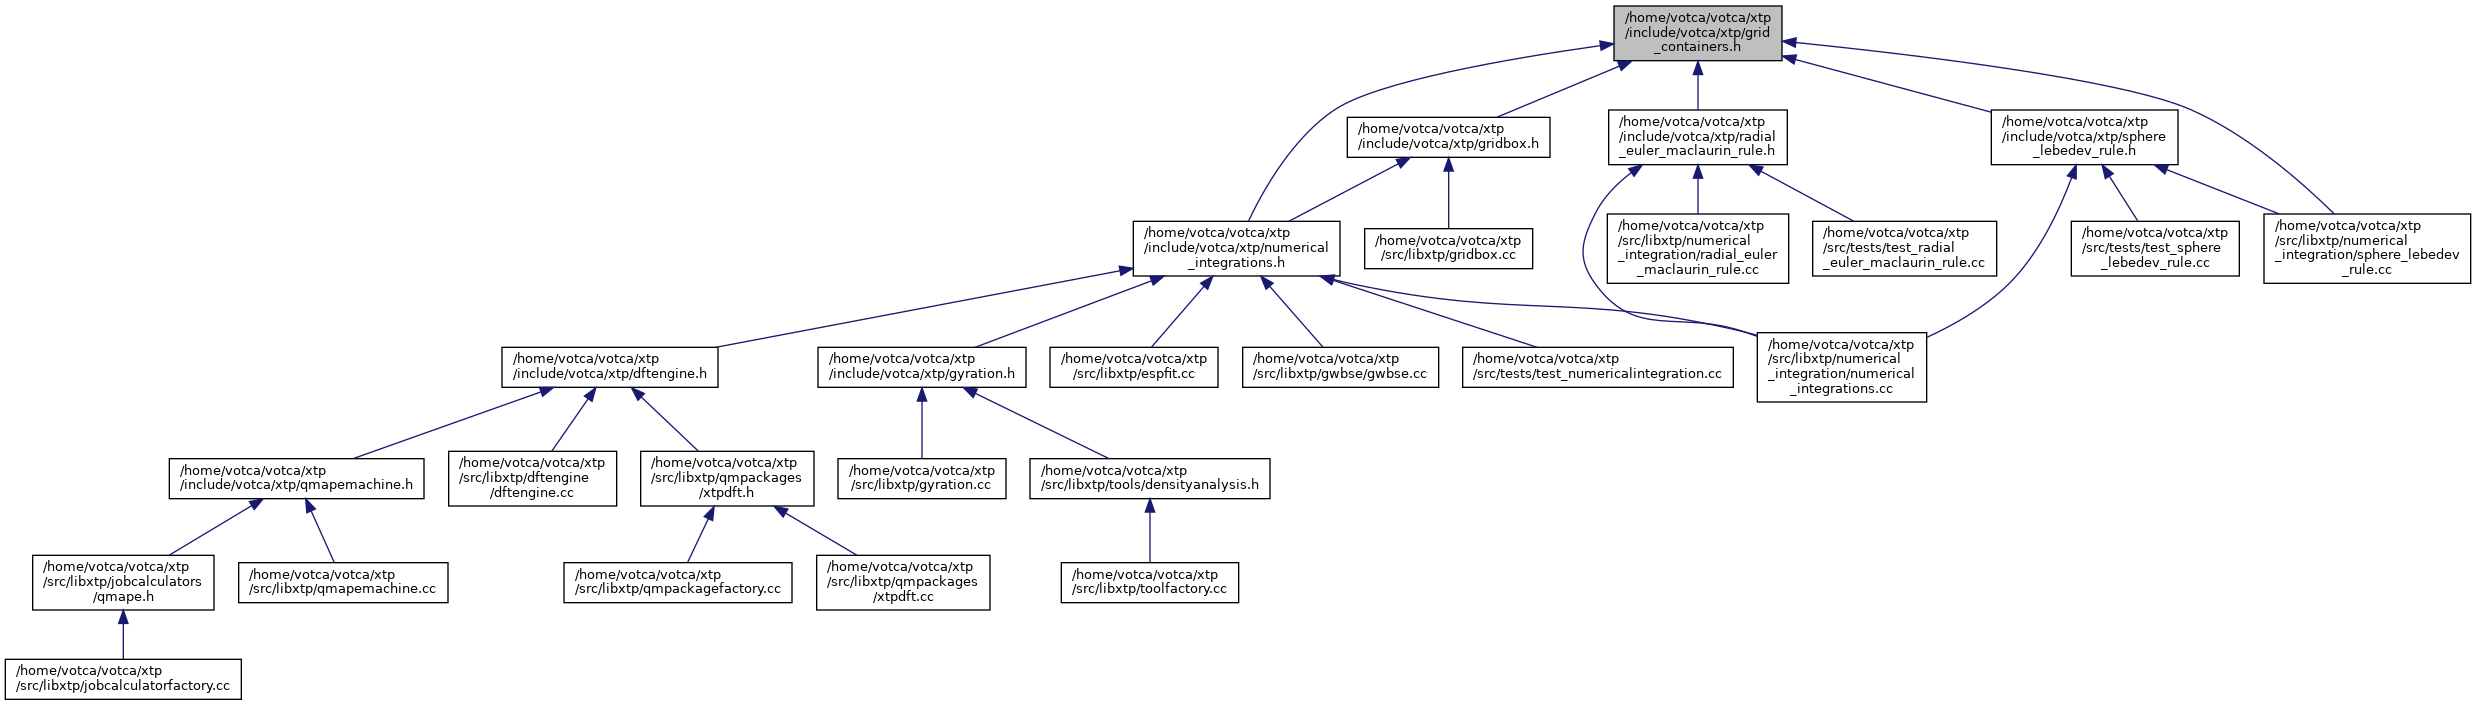 /home/votca/votca/xtp
/include/votca/xtp/grid
_containers.h
/home/votca/votca/xtp
/include/votca/xtp/gridbox.h
/home/votca/votca/xtp
/include/votca/xtp/radial
_euler_maclaurin_rule.h
/home/votca/votca/xtp
/include/votca/xtp/sphere
_lebedev_rule.h
/home/votca/votca/xtp
/include/votca/xtp/numerical
_integrations.h
/home/votca/votca/xtp
/src/libxtp/gridbox.cc
/home/votca/votca/xtp
/src/libxtp/numerical
_integration/radial_euler
_maclaurin_rule.cc
/home/votca/votca/xtp
/src/tests/test_radial
_euler_maclaurin_rule.cc
/home/votca/votca/xtp
/src/tests/test_sphere
_lebedev_rule.cc
/home/votca/votca/xtp
/src/libxtp/numerical
_integration/sphere_lebedev
_rule.cc
/home/votca/votca/xtp
/include/votca/xtp/dftengine.h
/home/votca/votca/xtp
/include/votca/xtp/gyration.h
/home/votca/votca/xtp
/src/libxtp/espfit.cc
/home/votca/votca/xtp
/src/libxtp/gwbse/gwbse.cc
/home/votca/votca/xtp
/src/tests/test_numericalintegration.cc
/home/votca/votca/xtp
/src/libxtp/numerical
_integration/numerical
_integrations.cc
/home/votca/votca/xtp
/include/votca/xtp/qmapemachine.h
/home/votca/votca/xtp
/src/libxtp/dftengine
/dftengine.cc
/home/votca/votca/xtp
/src/libxtp/qmpackages
/xtpdft.h
/home/votca/votca/xtp
/src/libxtp/gyration.cc
/home/votca/votca/xtp
/src/libxtp/tools/densityanalysis.h
/home/votca/votca/xtp
/src/libxtp/jobcalculators
/qmape.h
/home/votca/votca/xtp
/src/libxtp/qmapemachine.cc
/home/votca/votca/xtp
/src/libxtp/qmpackagefactory.cc
/home/votca/votca/xtp
/src/libxtp/qmpackages
/xtpdft.cc
/home/votca/votca/xtp
/src/libxtp/toolfactory.cc
/home/votca/votca/xtp
/src/libxtp/jobcalculatorfactory.cc